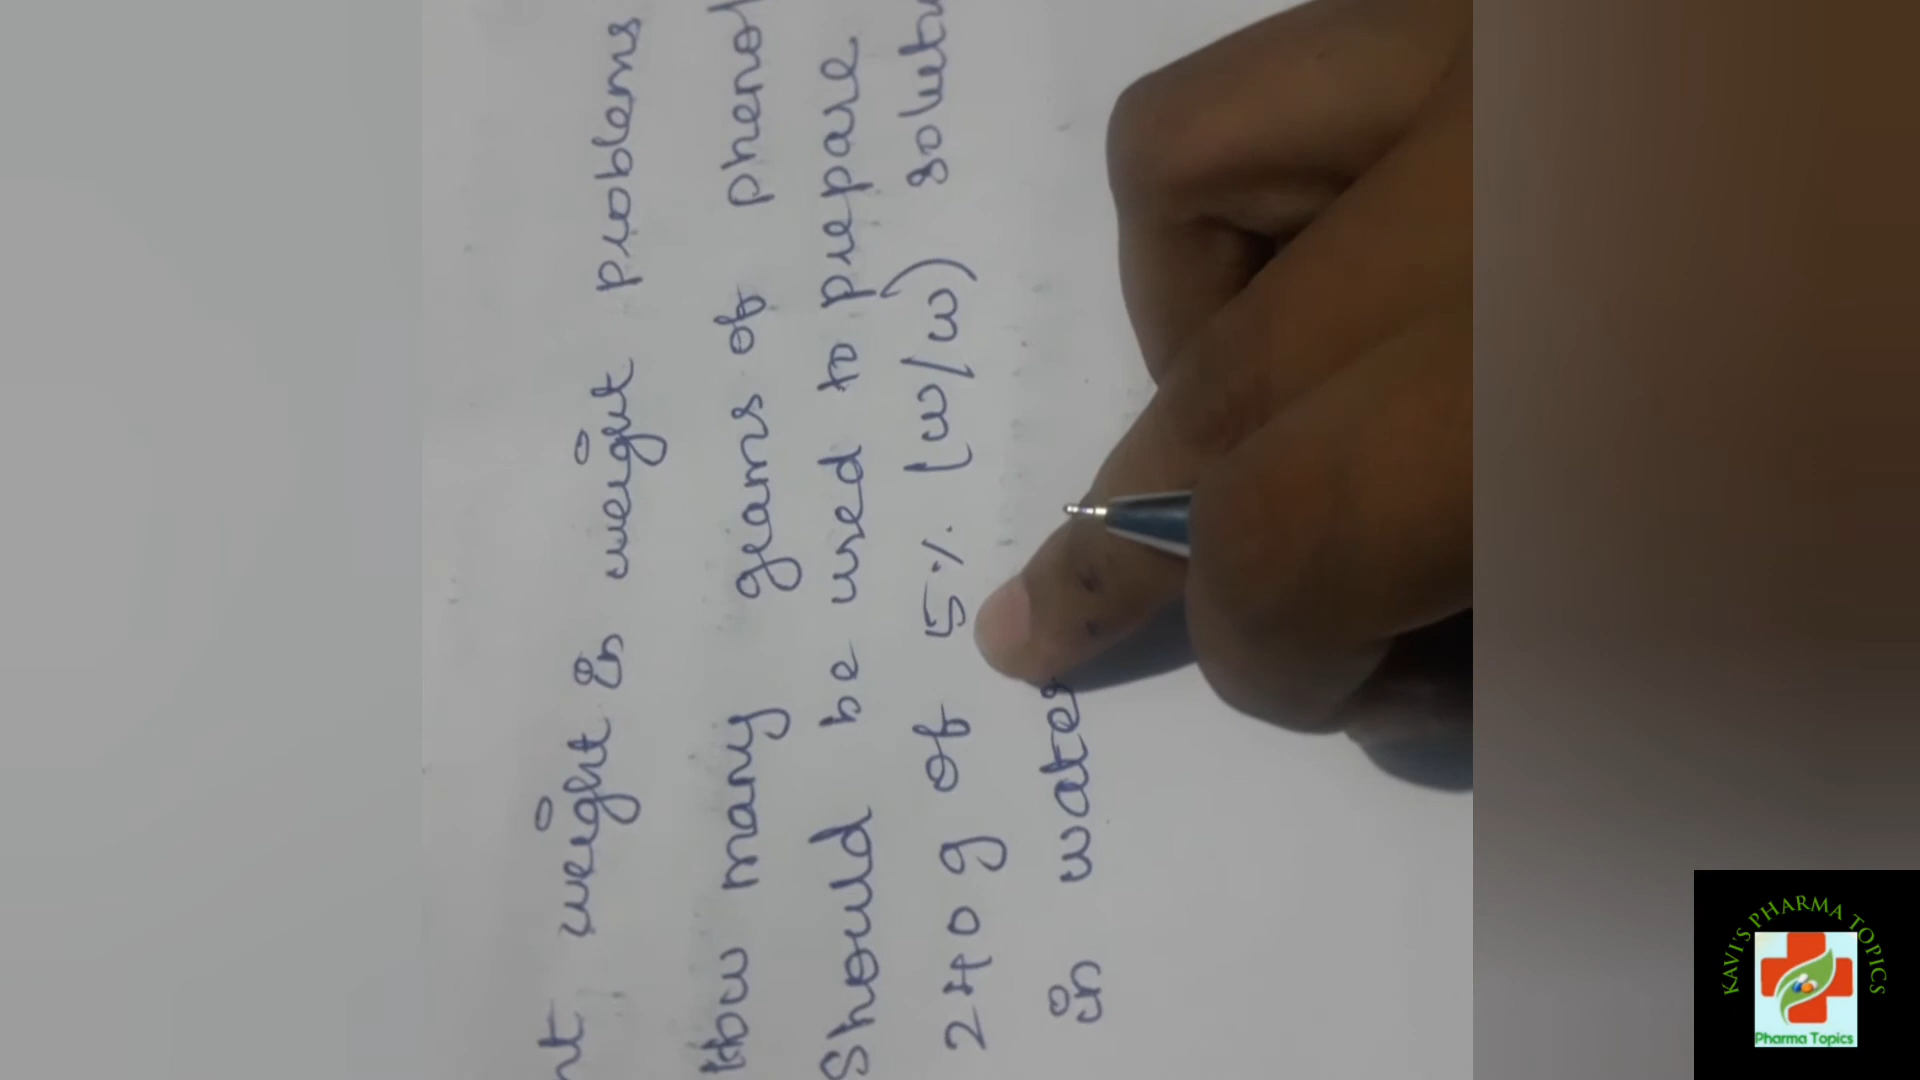 weight in weight problems
How many grams of phenol
Should be used to prepare
240 g of 5% (w/w)
in water
KAVI'S PHARMA TOPICS
Pharma Topics